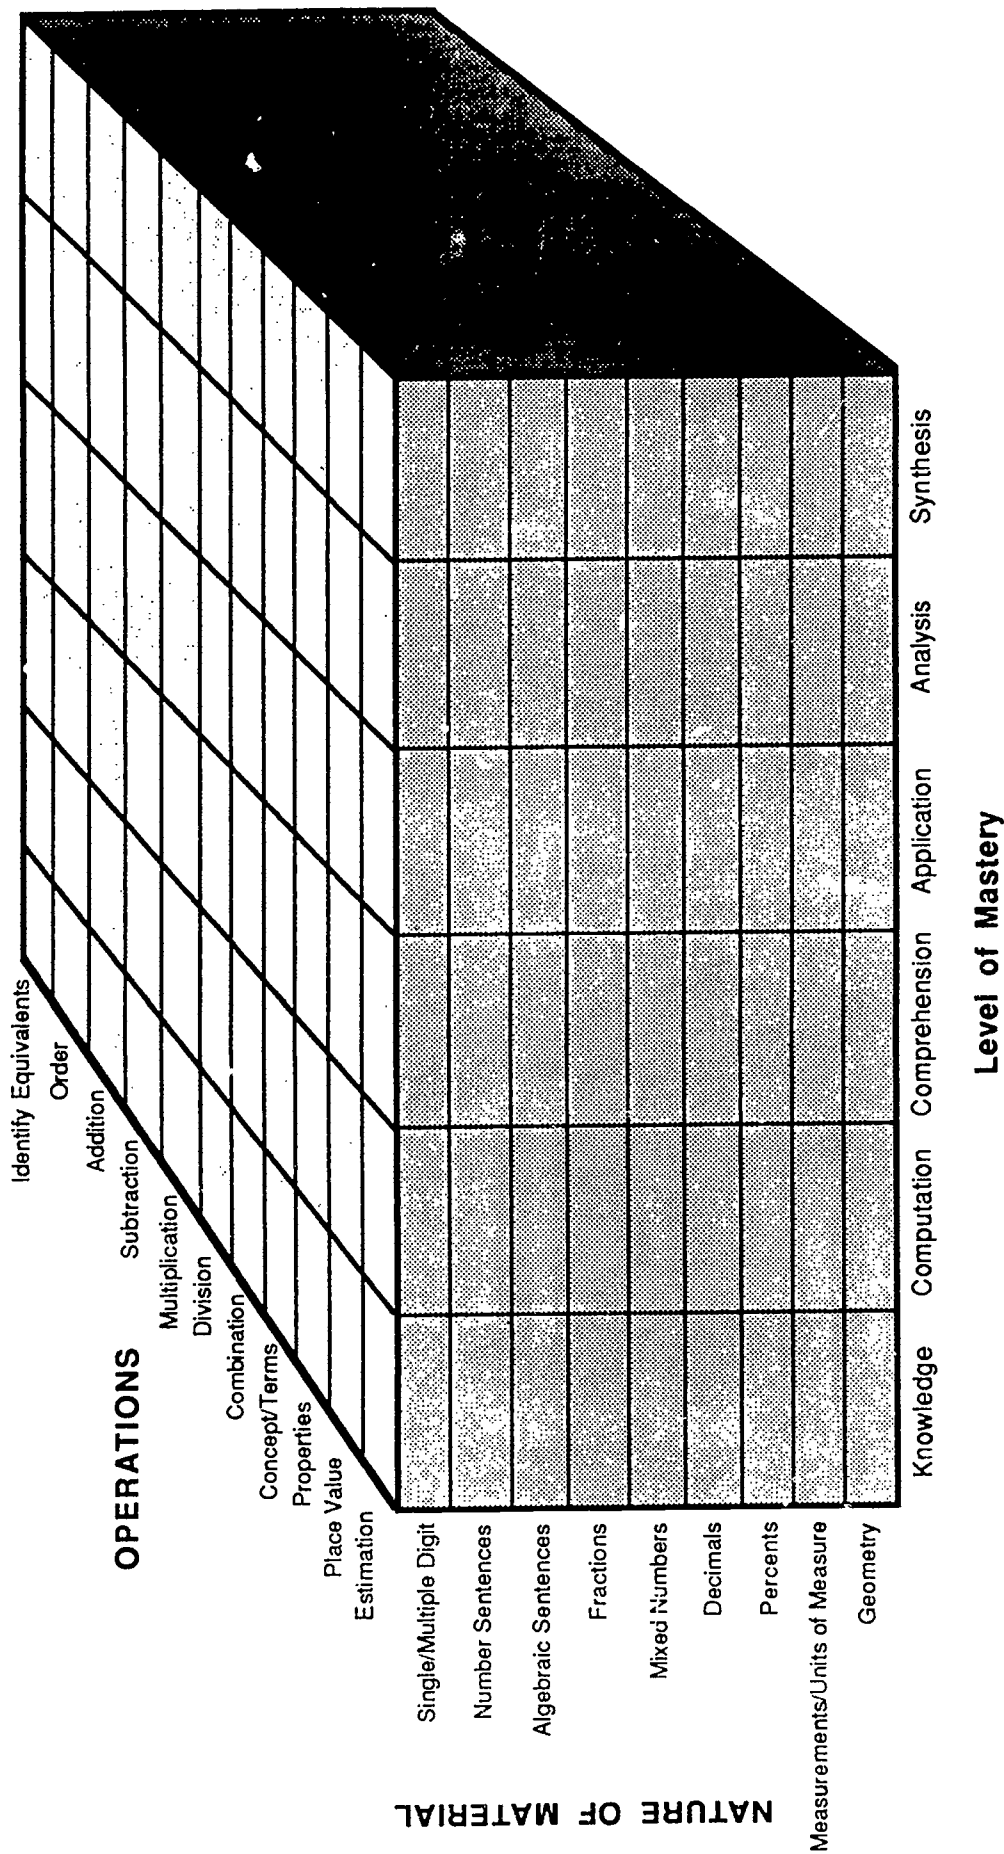 OPERATIONS
Identify Equivalents
Order
Addition
Subtraction
Multiplication
Division
Combination
Concept/Terms
Properties
Place Value
Estimation
NATURE OF MATERIAL
Single/Multiple Digit
Number Sentences
Algebraic Sentences
Fractions
Mixed Numbers
Decimals
Percents
Measurements/Units of Measure
Geometry
Knowledge
Computation
Comprehension
Application
Analysis
Synthesis
Level of Mastery